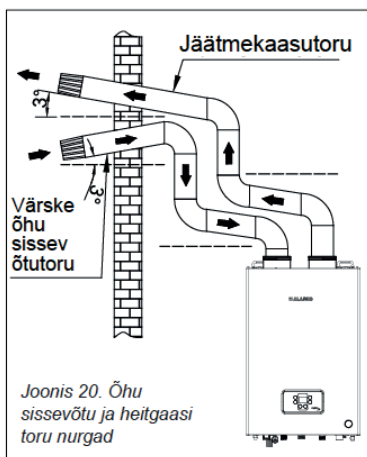 Jäätmekaasutoru
3°
3°
Värske
õhu
sissev
õtutoru
Joonis 20. Õhu
sissevõtu ja heitgaasi
toru nurgad